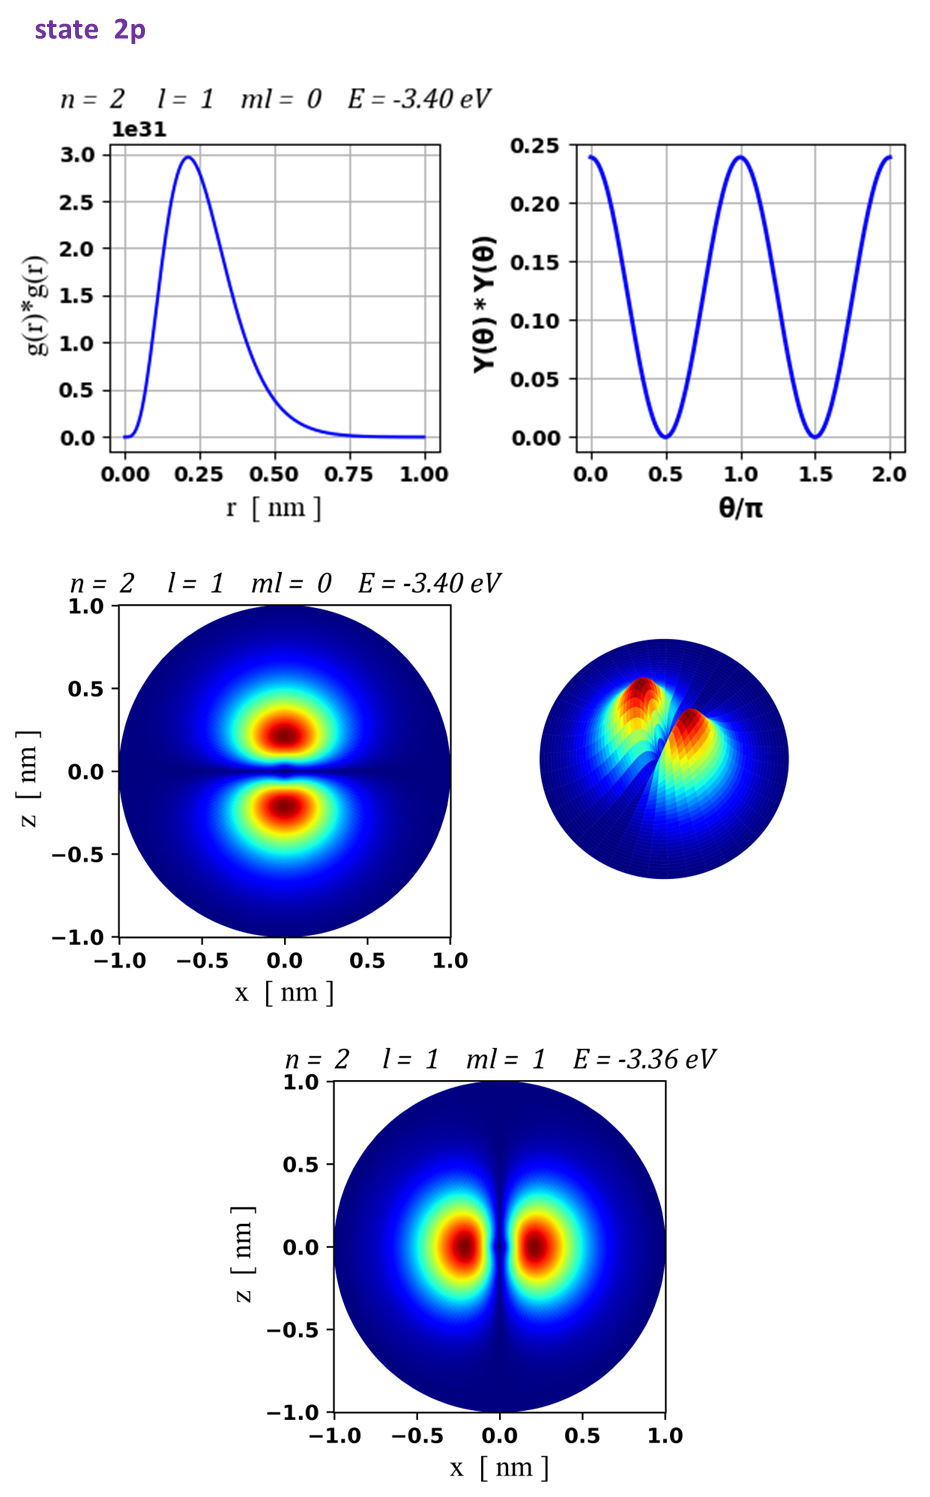 state 2p
n = 2 l = 1 ml = 0 E = -3.40 eV
1e31
3.0
2.5
2.0
1.5
1.0
0.5
0.0
g(r)*g(r)
0.00 0.25 0.50 0.75 1.00
r [ nm ]
0.25
0.20
0.15
0.10
0.05
0.00
Y(θ) * Y(θ)
0.0 0.5 1.0 1.5 2.0
θ/π
n = 2 l = 1 ml = 0 E = -3.40 eV
1.0
0.5
0.0
−0.5
−1.0
z [ nm ]
−1.0 −0.5 0.0 0.5 1.0
x [ nm ]
n = 2 l = 1 ml = 1 E = -3.36 eV
1.0
0.5
0.0
−0.5
−1.0
z [ nm ]
−1.0 −0.5 0.0 0.5 1.0
x [ nm ]